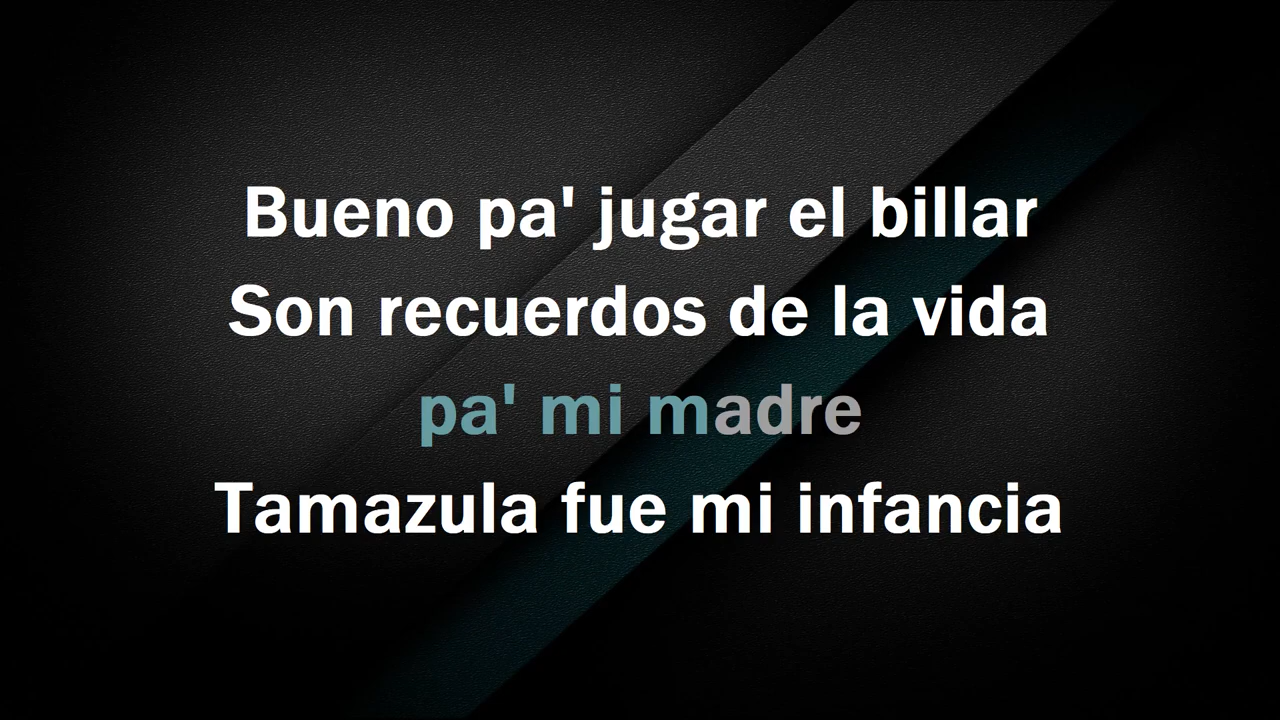 Bueno pa' jugar el billar
Son recuerdos de la vida
pa' mi madre
Tamazula fue mi infancia